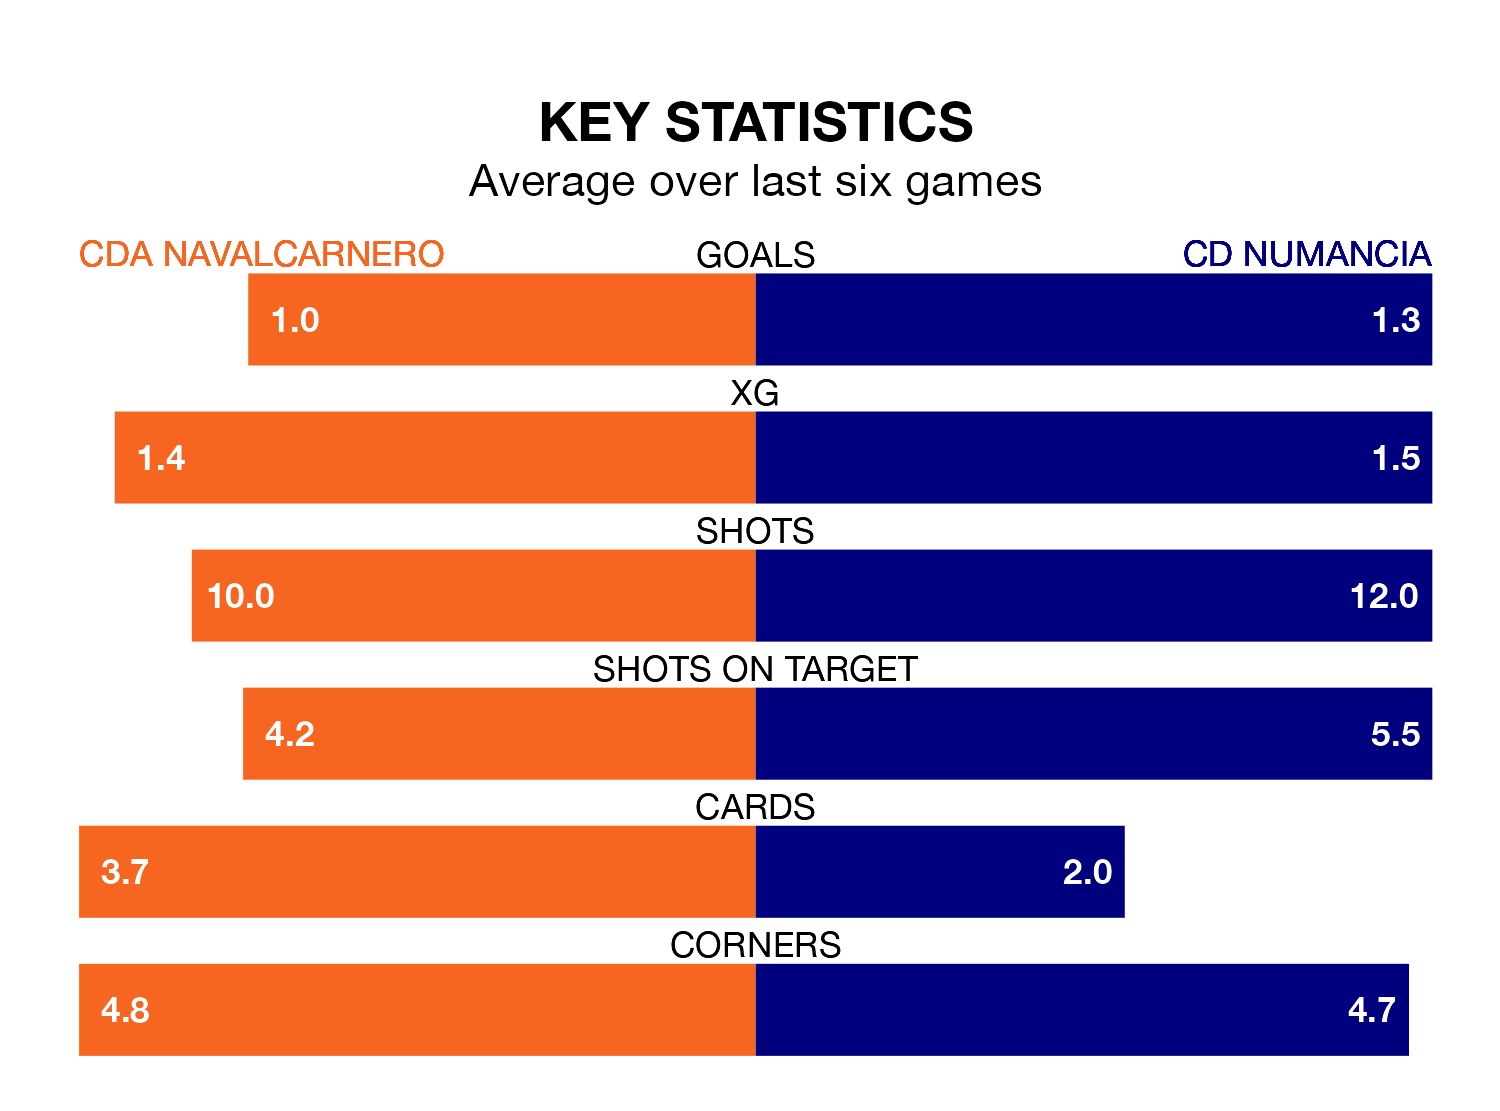 KEY STATISTICS
Average over last six games
CDA NAVALCARNERO GOALS CD NUMANCIA
1.0 1.3
XG
1.4 1.5
SHOTS
10.0 12.0
SHOTS ON TARGET
4.2 5.5
CARDS
3.7 2.0
CORNERS
4.8 4.7